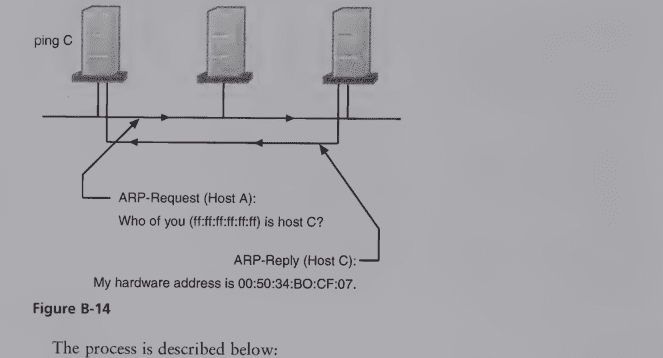 ping C
ARP-Request (Host A):
Who of you (ff:ff:ff:ff:ff:ff) is host C?
ARP-Reply (Host C):
My hardware address is 00:50:34:BO:CF:07.
Figure B-14
The process is described below: